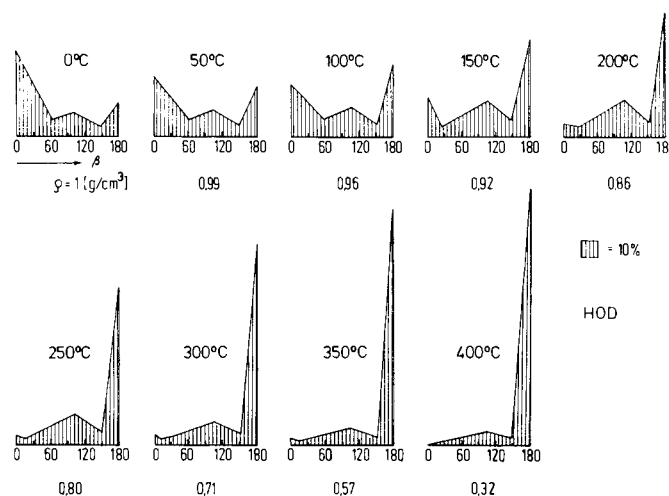 0°C 50°C 100°C 150°C 200°C
0 60 120 180 0 60 120 180 0 60 120 180 0 60 120 180 0 60 120 180
β
ϱ = 1 [g/cm³] 0,99 0,96 0,92 0,86
= 10%
HOD
250°C 300°C 350°C 400°C
0 60 120 180 0 60 120 180 0 60 120 180 0 60 120 180
0,80 0,71 0,57 0,32